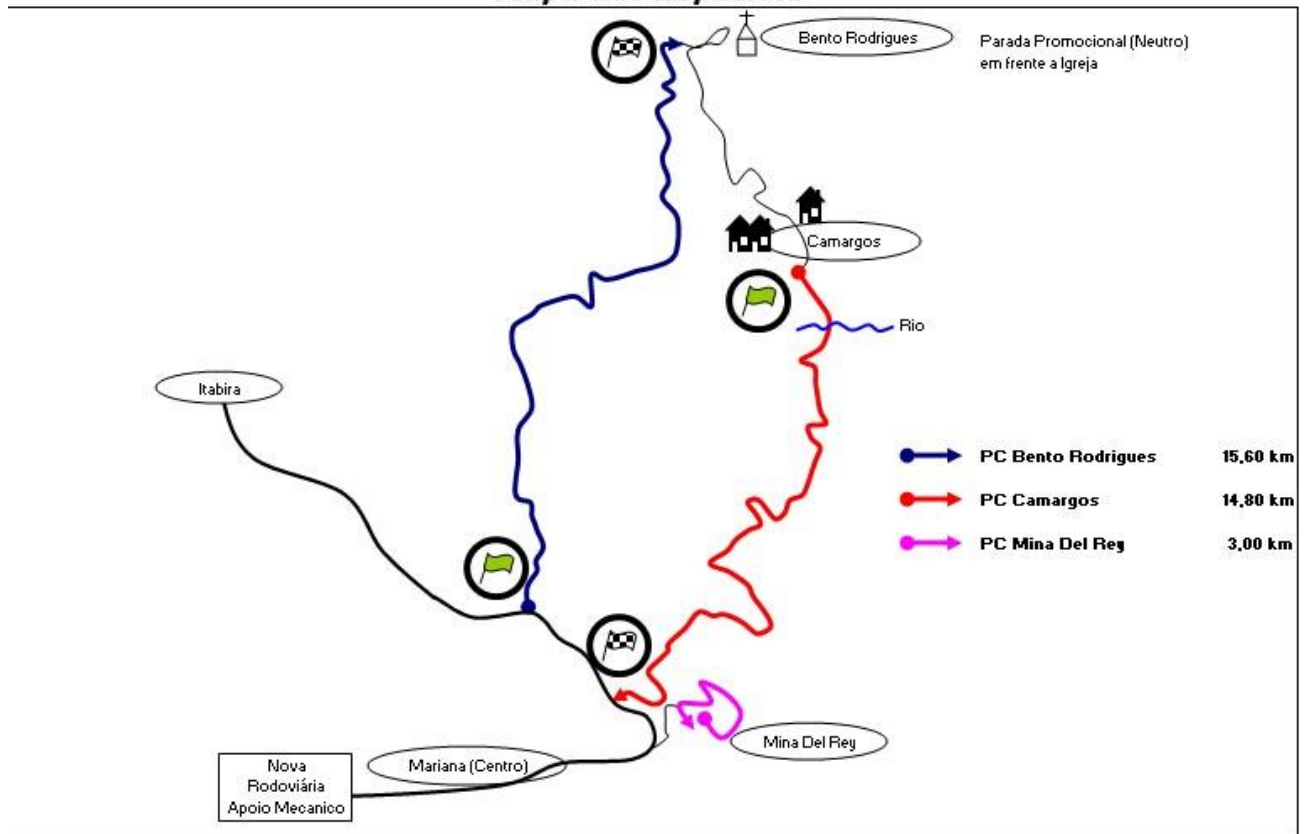 Bento Rodrigues
Parada Promocional (Neutro)
em frente a Igreja
Camargos
Rio
Itabira
PC Bento Rodrigues 15,60 km
PC Camargos 14,80 km
PC Mina Del Rey 3,00 km
Mina Del Rey
Mariana (Centro)
Nova
Rodoviária
Apoio Mecanico